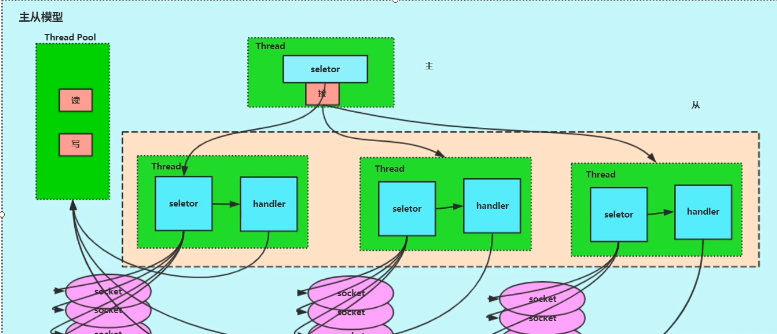 主从模型
Thread Pool
读
写
Thread
seletor
接
主
从
Thread
seletor
handler
Thread
seletor
handler
Thread
seletor
handler
socket
socket
socket
socket
socket
socket
socket
socket